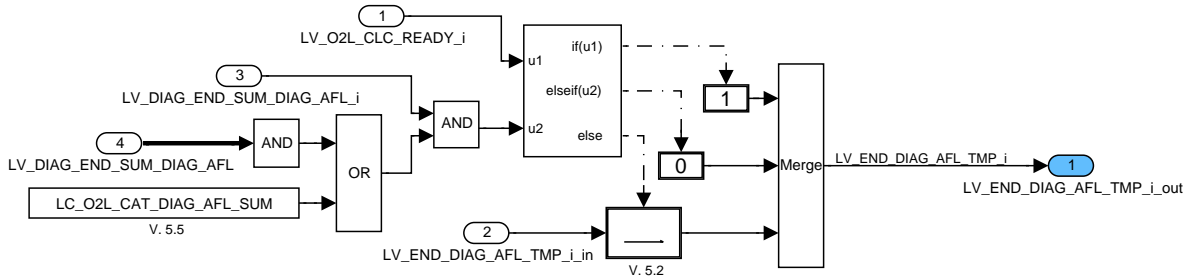 1
LV_O2L_CLC_READY_i
if(u1)
u1
3
LV_DIAG_END_SUM_DIAG_AFL_i
elseif(u2)
1
AND
u2
else
4
AND
LV_DIAG_END_SUM_DIAG_AFL
OR
0
Merge
LV_END_DIAG_AFL_TMP_i
1
LV_END_DIAG_AFL_TMP_i_out
LC_O2L_CAT_DIAG_AFL_SUM
V. 5.5
2
LV_END_DIAG_AFL_TMP_i_in
V. 5.2